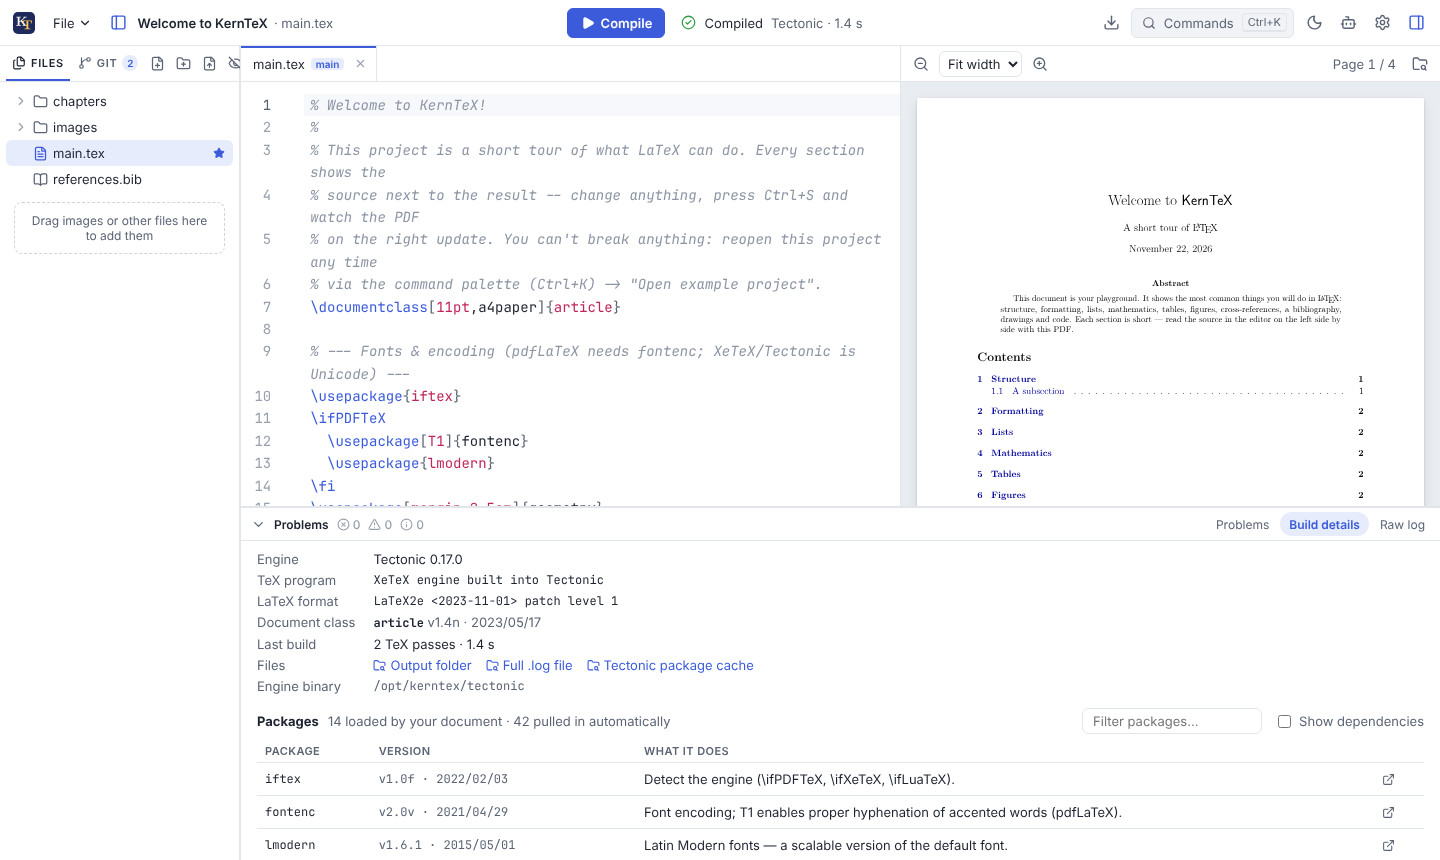 KT File Welcome to KernTeX · main.tex Compile Compiled Tectonic · 1.4 s Commands Ctrl+K
FILES GIT 2
main.tex main
Fit width Page 1 / 4
chapters
images
main.tex
references.bib
Drag images or other files here
to add them
1 % Welcome to KernTeX!
2 %
3 % This project is a short tour of what LaTeX can do. Every section
shows the
4 % source next to the result -- change anything, press Ctrl+S and
watch the PDF
5 % on the right update. You can't break anything: reopen this project
any time
6 % via the command palette (Ctrl+K) -> "Open example project".
7 \documentclass[11pt,a4paper]{article}
8
9 % --- Fonts & encoding (pdfLaTeX needs fontenc; XeTeX/Tectonic is
Unicode) ---
10 \usepackage{iftex}
11 \ifPDFTeX
12 \usepackage[T1]{fontenc}
13 \usepackage{lmodern}
14 \fi
15 \usepackage[margin=2.5cm]{geometry}
Welcome to KernTeX
A short tour of LaTeX
November 22, 2026
Abstract
This document is your playground. It shows the most common things you will do in LaTeX:
structure, formatting, lists, mathematics, tables, figures, cross-references, a bibliography,
drawings and code. Each section is short — read the source in the editor on the left side by
side with this PDF.
Contents
1 Structure 1
1.1 A subsection . . . . . . . . . . . . . . . . . . . . . . . . . . . . . . . . . . . . . . . 1
2 Formatting 2
3 Lists 2
4 Mathematics 2
5 Tables 2
6 Figures 2
Problems 0 0 0 Problems Build details Raw log
Engine Tectonic 0.17.0
TeX program XeTeX engine built into Tectonic
LaTeX format LaTeX2e <2023-11-01> patch level 1
Document class article v1.4n · 2023/05/17
Last build 2 TeX passes · 1.4 s
Files Output folder Full .log file Tectonic package cache
Engine binary /opt/kerntex/tectonic
Packages 14 loaded by your document · 42 pulled in automatically Filter packages... Show dependencies
PACKAGE VERSION WHAT IT DOES
iftex v1.0f · 2022/02/03 Detect the engine (\ifPDFTeX, \ifXeTeX, \ifLuaTeX).
fontenc v2.0v · 2021/04/29 Font encoding; T1 enables proper hyphenation of accented words (pdfLaTeX).
lmodern v1.6.1 · 2015/05/01 Latin Modern fonts — a scalable version of the default font.